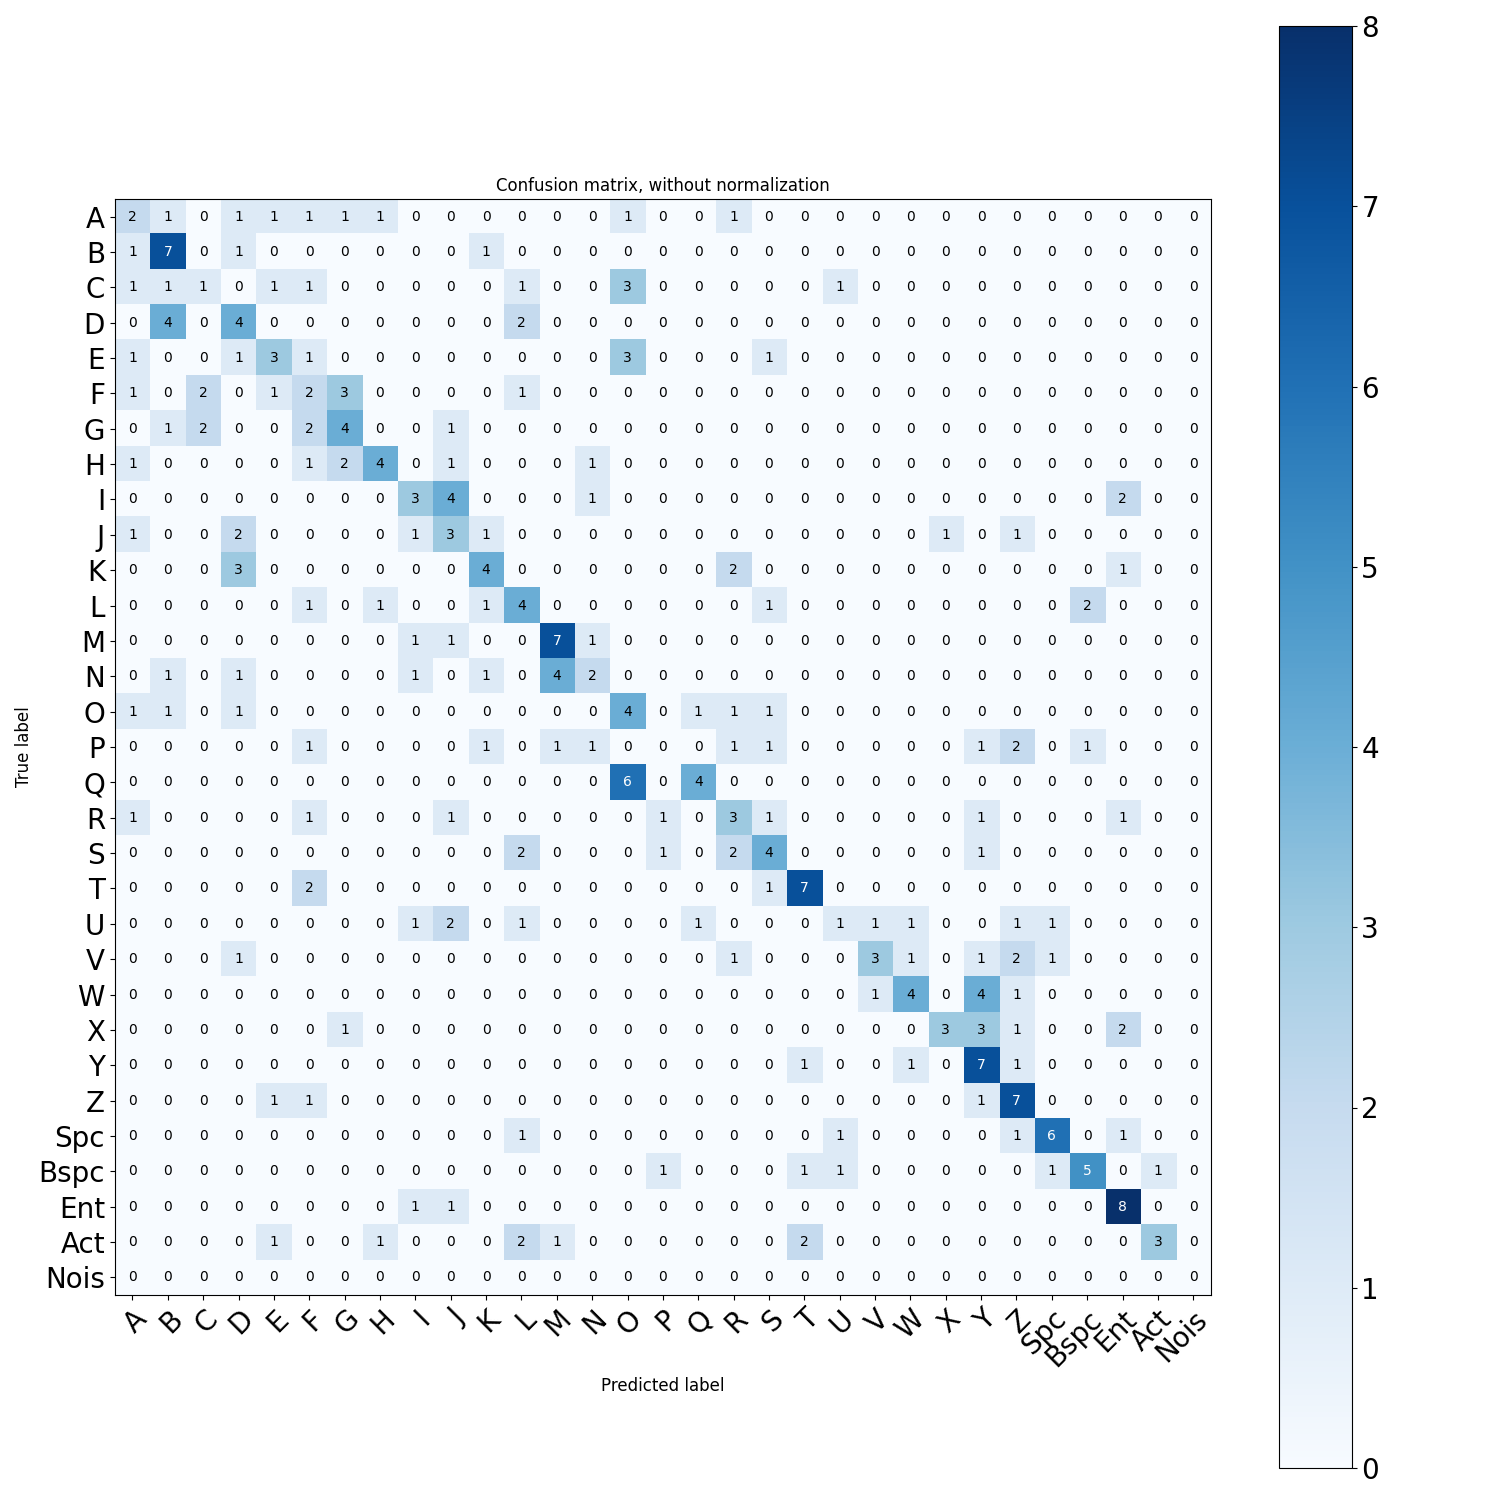 Confusion matrix, without normalization
True label
A 2 1 0 1 1 1 1 1 0 0 0 0 0 0 1 0 0 1 0 0 0 0 0 0 0 0 0 0 0 0 0
B 1 7 0 1 0 0 0 0 0 0 1 0 0 0 0 0 0 0 0 0 0 0 0 0 0 0 0 0 0 0 0
C 1 1 1 0 1 1 0 0 0 0 0 1 0 0 3 0 0 0 0 0 1 0 0 0 0 0 0 0 0 0 0
D 0 4 0 4 0 0 0 0 0 0 0 2 0 0 0 0 0 0 0 0 0 0 0 0 0 0 0 0 0 0 0
E 1 0 0 1 3 1 0 0 0 0 0 0 0 0 3 0 0 0 1 0 0 0 0 0 0 0 0 0 0 0 0
F 1 0 2 0 1 2 3 0 0 0 0 1 0 0 0 0 0 0 0 0 0 0 0 0 0 0 0 0 0 0 0
G 0 1 2 0 0 2 4 0 0 1 0 0 0 0 0 0 0 0 0 0 0 0 0 0 0 0 0 0 0 0 0
H 1 0 0 0 0 1 2 4 0 1 0 0 0 1 0 0 0 0 0 0 0 0 0 0 0 0 0 0 0 0 0
I 0 0 0 0 0 0 0 0 3 4 0 0 0 1 0 0 0 0 0 0 0 0 0 0 0 0 0 0 2 0 0
J 1 0 0 2 0 0 0 0 1 3 1 0 0 0 0 0 0 0 0 0 0 0 0 1 0 1 0 0 0 0 0
K 0 0 0 3 0 0 0 0 0 0 4 0 0 0 0 0 0 2 0 0 0 0 0 0 0 0 0 0 1 0 0
L 0 0 0 0 0 1 0 1 0 0 1 4 0 0 0 0 0 0 1 0 0 0 0 0 0 0 0 2 0 0 0
M 0 0 0 0 0 0 0 0 1 1 0 0 7 1 0 0 0 0 0 0 0 0 0 0 0 0 0 0 0 0 0
N 0 1 0 1 0 0 0 0 1 0 1 0 4 2 0 0 0 0 0 0 0 0 0 0 0 0 0 0 0 0 0
O 1 1 0 1 0 0 0 0 0 0 0 0 0 0 4 0 1 1 1 0 0 0 0 0 0 0 0 0 0 0 0
P 0 0 0 0 0 1 0 0 0 0 1 0 1 1 0 0 0 1 1 0 0 0 0 0 1 2 0 1 0 0 0
Q 0 0 0 0 0 0 0 0 0 0 0 0 0 0 6 0 4 0 0 0 0 0 0 0 0 0 0 0 0 0 0
R 1 0 0 0 0 1 0 0 0 1 0 0 0 0 0 1 0 3 1 0 0 0 0 0 1 0 0 0 1 0 0
S 0 0 0 0 0 0 0 0 0 0 0 2 0 0 0 1 0 2 4 0 0 0 0 0 1 0 0 0 0 0 0
T 0 0 0 0 0 2 0 0 0 0 0 0 0 0 0 0 0 0 1 7 0 0 0 0 0 0 0 0 0 0 0
U 0 0 0 0 0 0 0 0 1 2 0 1 0 0 0 0 1 0 0 0 1 1 1 0 0 1 1 0 0 0 0
V 0 0 0 1 0 0 0 0 0 0 0 0 0 0 0 0 0 1 0 0 0 3 1 0 1 2 1 0 0 0 0
W 0 0 0 0 0 0 0 0 0 0 0 0 0 0 0 0 0 0 0 0 0 1 4 0 4 1 0 0 0 0 0
X 0 0 0 0 0 0 1 0 0 0 0 0 0 0 0 0 0 0 0 0 0 0 0 3 3 1 0 0 2 0 0
Y 0 0 0 0 0 0 0 0 0 0 0 0 0 0 0 0 0 0 0 1 0 0 1 0 7 1 0 0 0 0 0
Z 0 0 0 0 1 1 0 0 0 0 0 0 0 0 0 0 0 0 0 0 0 0 0 0 1 7 0 0 0 0 0
Spc 0 0 0 0 0 0 0 0 0 0 0 1 0 0 0 0 0 0 0 0 1 0 0 0 0 1 6 0 1 0 0
Bspc 0 0 0 0 0 0 0 0 0 0 0 0 0 0 0 1 0 0 0 1 1 0 0 0 0 0 1 5 0 1 0
Ent 0 0 0 0 0 0 0 0 1 1 0 0 0 0 0 0 0 0 0 0 0 0 0 0 0 0 0 0 8 0 0
Act 0 0 0 0 1 0 0 1 0 0 0 2 1 0 0 0 0 0 0 2 0 0 0 0 0 0 0 0 0 3 0
Nois 0 0 0 0 0 0 0 0 0 0 0 0 0 0 0 0 0 0 0 0 0 0 0 0 0 0 0 0 0 0 0
A B C D E F G H I J K L M N O P Q R S T U V W X Y Z Spc Bspc Ent Act Nois
Predicted label
8
7
6
5
4
3
2
1
0